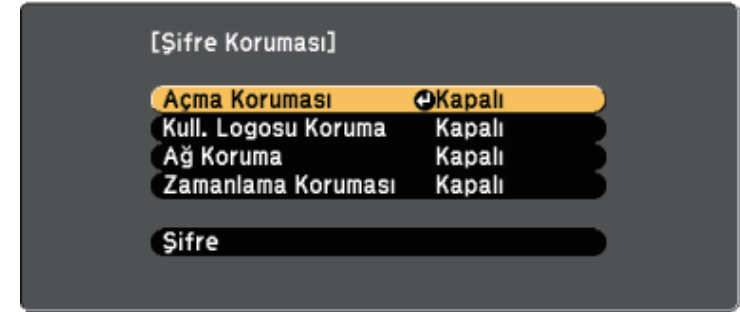 [Şifre Koruması]
Açma Koruması Kapalı
Kull. Logosu Koruma Kapalı
Ağ Koruma Kapalı
Zamanlama Koruması Kapalı
Şifre